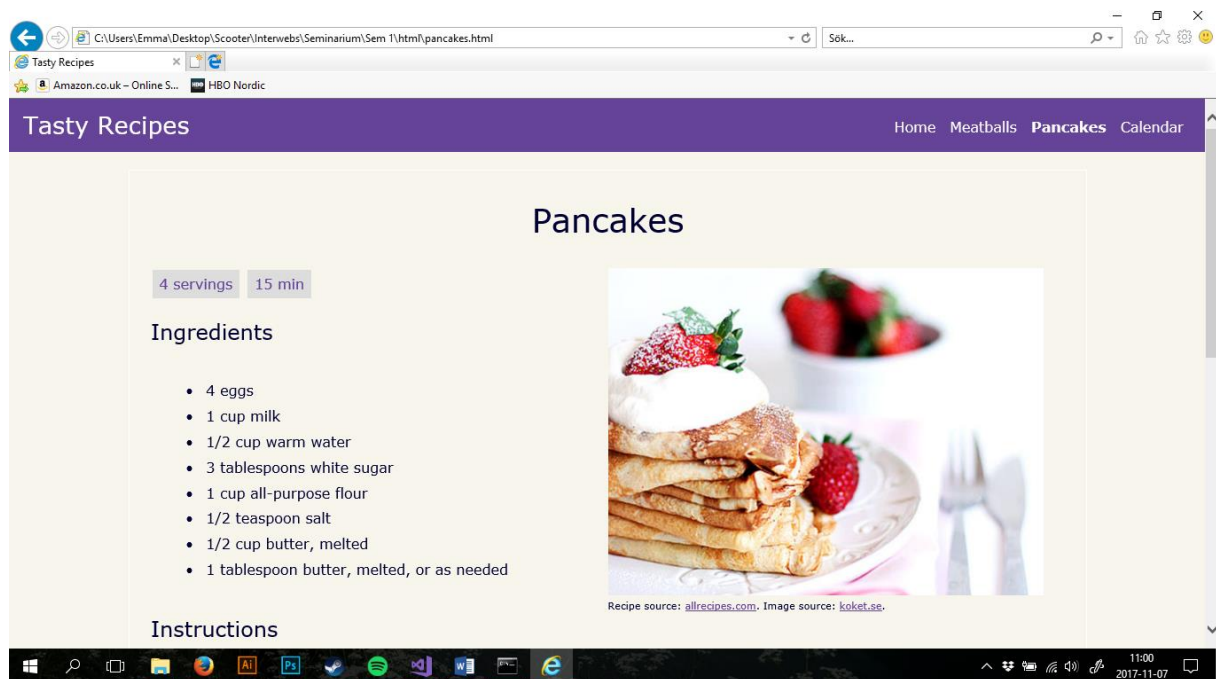 C:\Users\Emma\Desktop\Scooter\Interwebs\Seminarium\Sem 1\html\pancakes.html
Sök...
Tasty Recipes
Amazon.co.uk – Online S...
HBO Nordic
Tasty Recipes
Home Meatballs Pancakes Calendar
Pancakes
4 servings 15 min
Ingredients
• 4 eggs
• 1 cup milk
• 1/2 cup warm water
• 3 tablespoons white sugar
• 1 cup all-purpose flour
• 1/2 teaspoon salt
• 1/2 cup butter, melted
• 1 tablespoon butter, melted, or as needed
Recipe source: allrecipes.com. Image source: koket.se.
Instructions
Ai Ps
11:00
2017-11-07